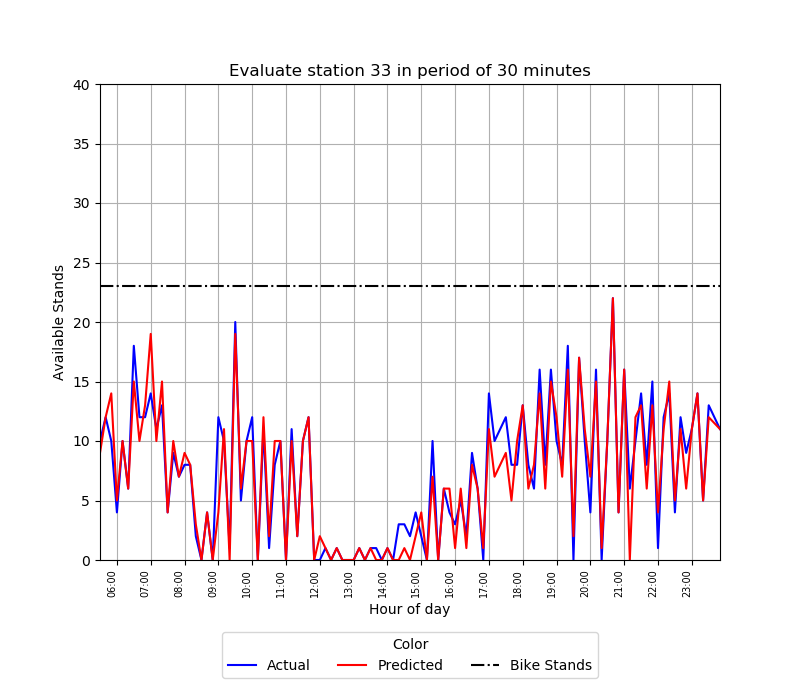 Evaluate station 33 in period of 30 minutes
Available Stands
40
35
30
25
20
15
10
5
0
06:00 07:00 08:00 09:00 10:00 11:00 12:00 13:00 14:00 15:00 16:00 17:00 18:00 19:00 20:00 21:00 22:00 23:00
Hour of day
Color
Actual Predicted Bike Stands